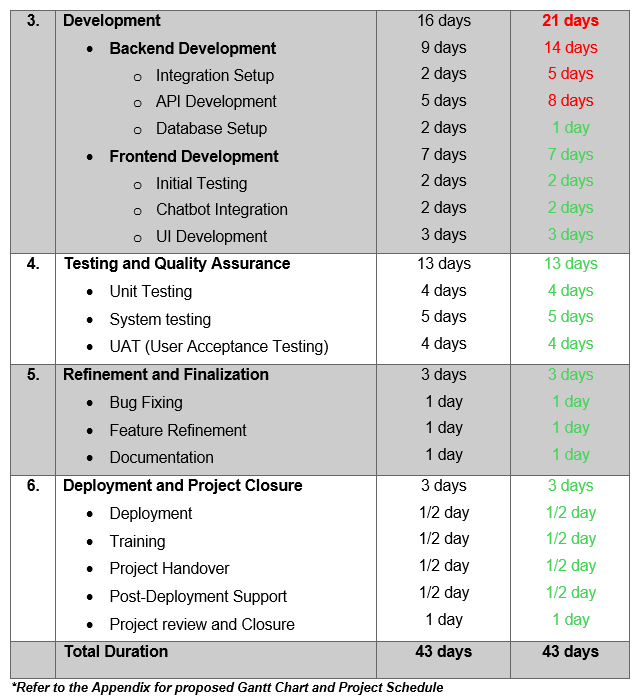 3. Development 16 days 21 days
• Backend Development 9 days 14 days
o Integration Setup 2 days 5 days
o API Development 5 days 8 days
o Database Setup 2 days 1 day
• Frontend Development 7 days 7 days
o Initial Testing 2 days 2 days
o Chatbot Integration 2 days 2 days
o UI Development 3 days 3 days
4. Testing and Quality Assurance 13 days 13 days
• Unit Testing 4 days 4 days
• System testing 5 days 5 days
• UAT (User Acceptance Testing) 4 days 4 days
5. Refinement and Finalization 3 days 3 days
• Bug Fixing 1 day 1 day
• Feature Refinement 1 day 1 day
• Documentation 1 day 1 day
6. Deployment and Project Closure 3 days 3 days
• Deployment 1/2 day 1/2 day
• Training 1/2 day 1/2 day
• Project Handover 1/2 day 1/2 day
• Post-Deployment Support 1/2 day 1/2 day
• Project review and Closure 1 day 1 day
Total Duration 43 days 43 days
*Refer to the Appendix for proposed Gantt Chart and Project Schedule